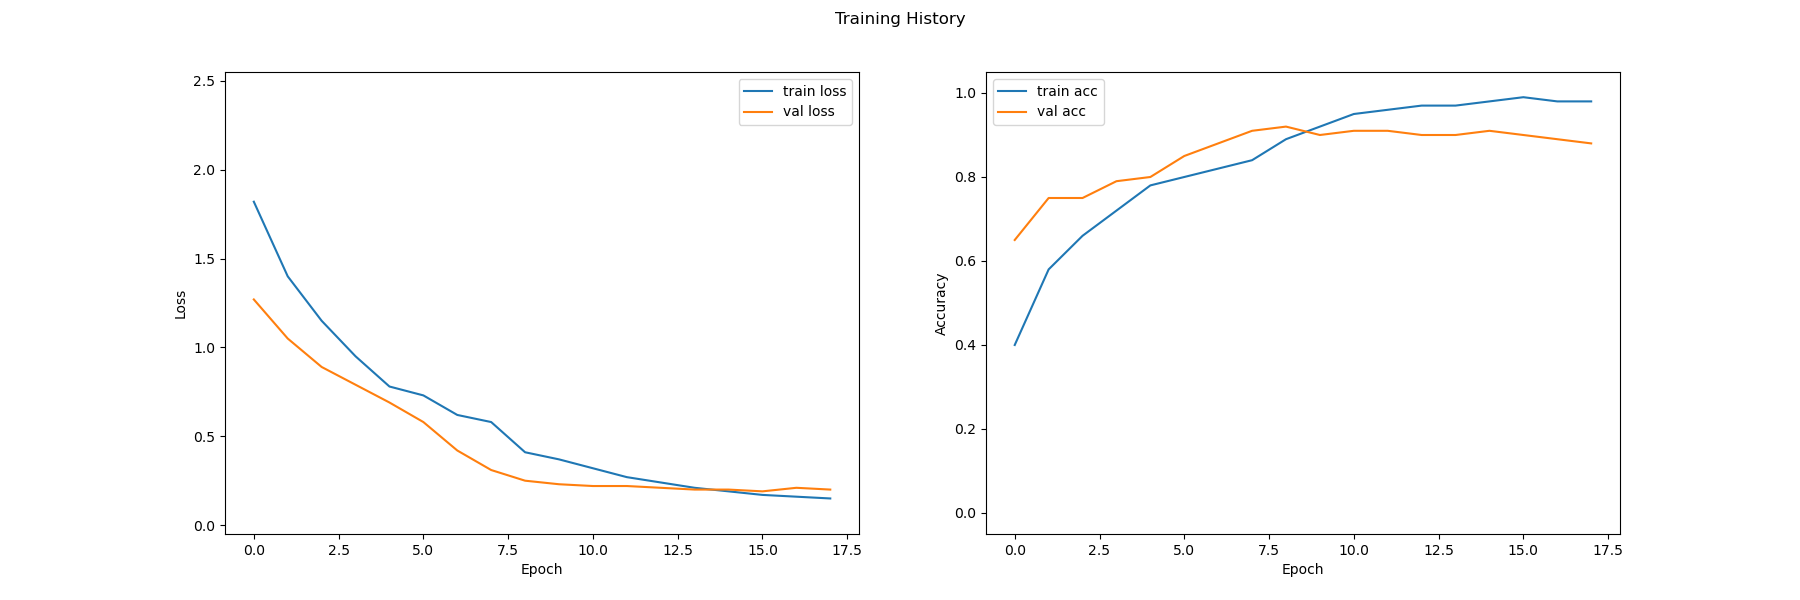 Training History
2.5
2.0
1.5
1.0
0.5
0.0
Loss
train loss
val loss
0.0 2.5 5.0 7.5 10.0 12.5 15.0 17.5
Epoch
1.0
0.8
0.6
0.4
0.2
0.0
Accuracy
train acc
val acc
0.0 2.5 5.0 7.5 10.0 12.5 15.0 17.5
Epoch